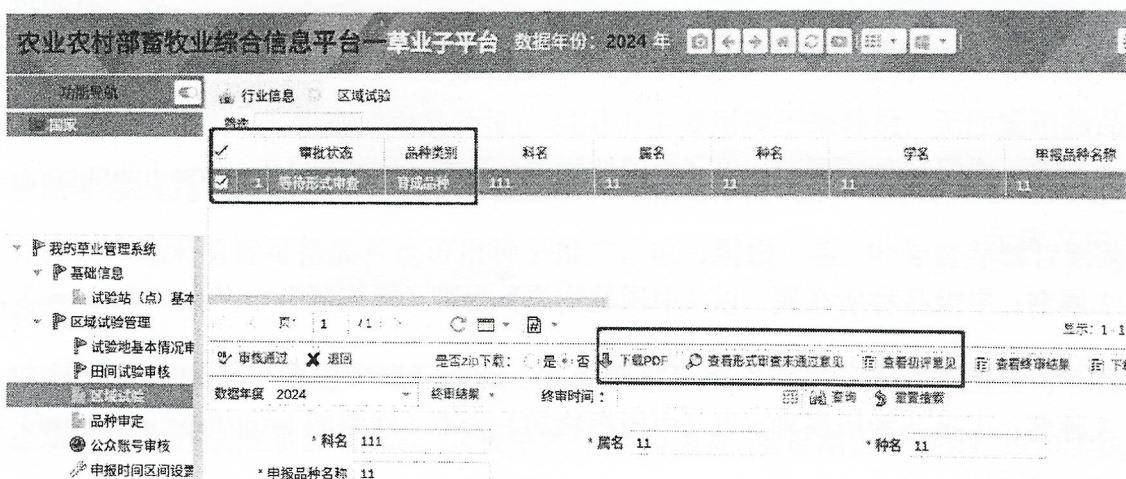 农业农村部畜牧业综合信息平台—草业子平台 数据年份：2024 年
功能导航 行业信息 区域试验
国家 筛选
审批状态 品种类别 科名 属名 种名 学名 申报品种名称
1 等待形式审查 育成品种 111 11 11 11 11
我的草业管理系统
基础信息
试验站（点）基本
区域试验管理
页: 1 /1 显示: 1-1
试验地基本情况审
审核通过 退回 是否zip下载： 是 否 下载PDF 查看形式审查未通过意见 查看初评意见 查看终审结果
田间试验审核
区域试验
数据年度 2024 终审结果 终审时间： 查询 重置搜索
品种审定
公众账号审核
*科名 111 *属名 11 *种名 11
申报时间区间设置
*申报品种名称 11